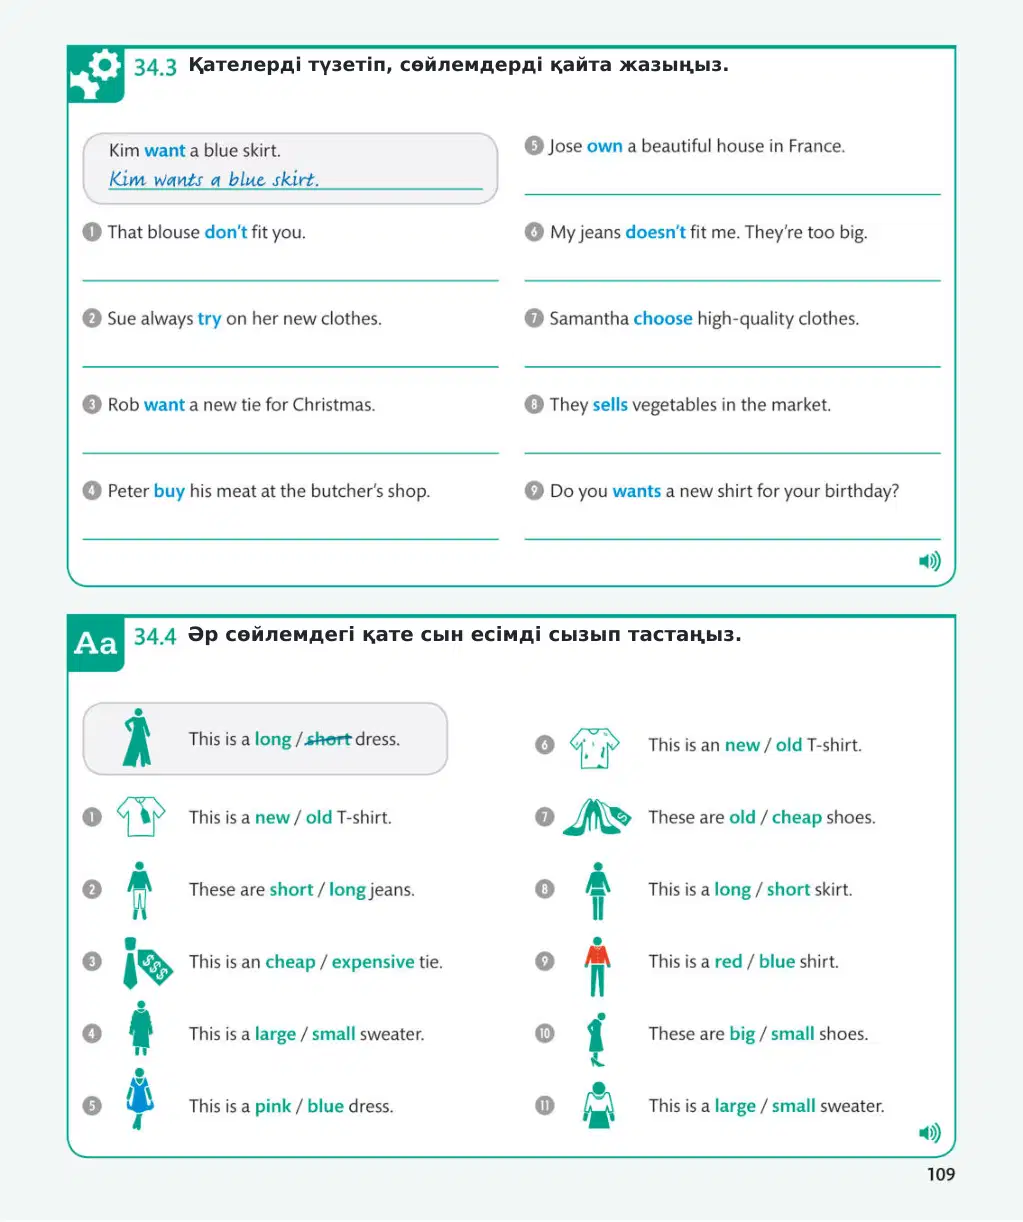 34.3 Қателерді түзетіп, сөйлемдерді қайта жазыңыз.
Kim want a blue skirt.
Kim wants a blue skirt.
1 That blouse don't fit you.
2 Sue always try on her new clothes.
3 Rob want a new tie for Christmas.
4 Peter buy his meat at the butcher's shop.
5 Jose own a beautiful house in France.
6 My jeans doesn't fit me. They're too big.
7 Samantha choose high-quality clothes.
8 They sells vegetables in the market.
9 Do you wants a new shirt for your birthday?
Aa 34.4 Әр сөйлемдегі қате сын есімді сызып тастаңыз.
This is a long / short dress.
1 This is a new / old T-shirt.
2 These are short / long jeans.
$$$
3 This is an cheap / expensive tie.
4 This is a large / small sweater.
5 This is a pink / blue dress.
6 This is an new / old T-shirt.
$
7 These are old / cheap shoes.
8 This is a long / short skirt.
9 This is a red / blue shirt.
10 These are big / small shoes.
11 This is a large / small sweater.
109